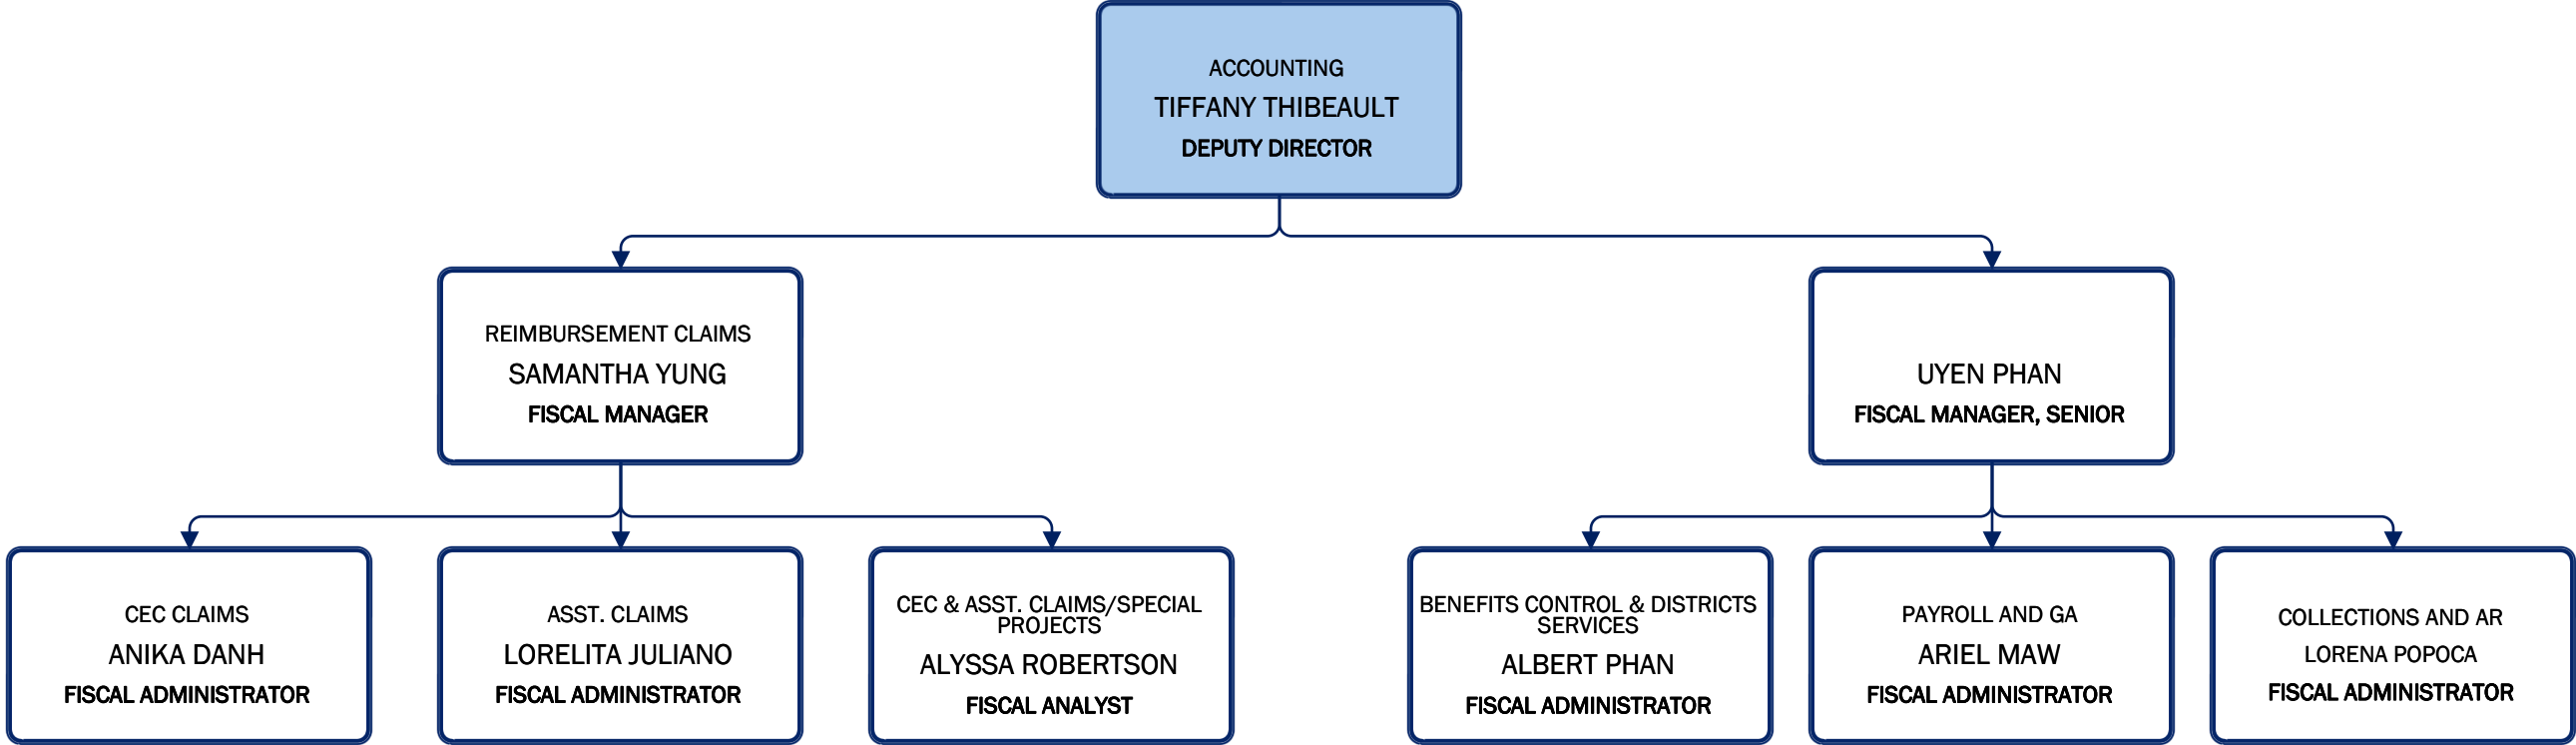 ACCOUNTING
TIFFANY THIBEAULT
DEPUTY DIRECTOR
REIMBURSEMENT CLAIMS
SAMANTHA YUNG
FISCAL MANAGER
UYEN PHAN
FISCAL MANAGER, SENIOR
CEC CLAIMS
ANIKA DANH
FISCAL ADMINISTRATOR
ASST. CLAIMS
LORELITA JULIANO
FISCAL ADMINISTRATOR
CEC & ASST. CLAIMS/SPECIAL
PROJECTS
ALYSSA ROBERTSON
FISCAL ANALYST
BENEFITS CONTROL & DISTRICTS
SERVICES
ALBERT PHAN
FISCAL ADMINISTRATOR
PAYROLL AND GA
ARIEL MAW
FISCAL ADMINISTRATOR
COLLECTIONS AND AR
LORENA POPOCA
FISCAL ADMINISTRATOR